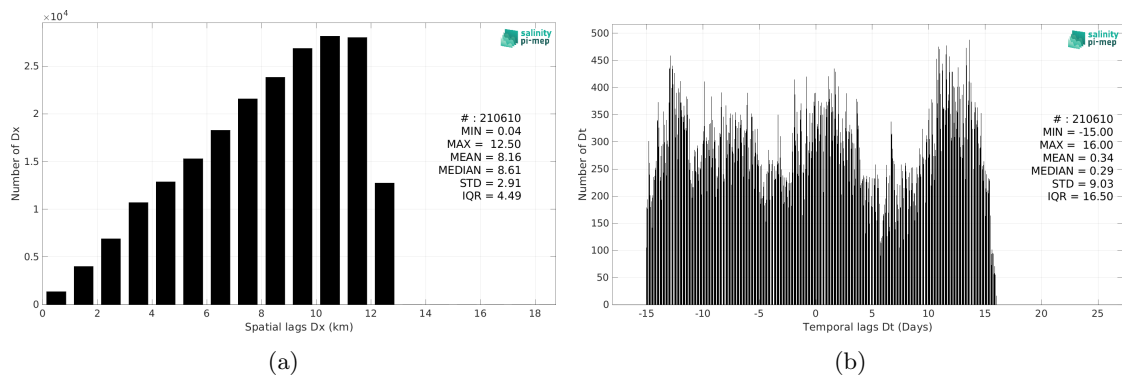 ×10⁴
2.5
2
1.5
1
0.5
0
0 2 4 6 8 10 12 14 16 18
Number of Dx
Spatial lags Dx (km)
salinity
pi-mep
# : 210610
MIN = 0.04
MAX = 12.50
MEAN = 8.16
MEDIAN = 8.61
STD = 2.91
IQR = 4.49
(a)
500
450
400
350
300
250
200
150
100
50
0
-15 -10 -5 0 5 10 15 20 25
Number of Dt
Temporal lags Dt (Days)
salinity
pi-mep
# : 210610
MIN = -15.00
MAX = 16.00
MEAN = 0.34
MEDIAN = 0.29
STD = 9.03
IQR = 16.50
(b)